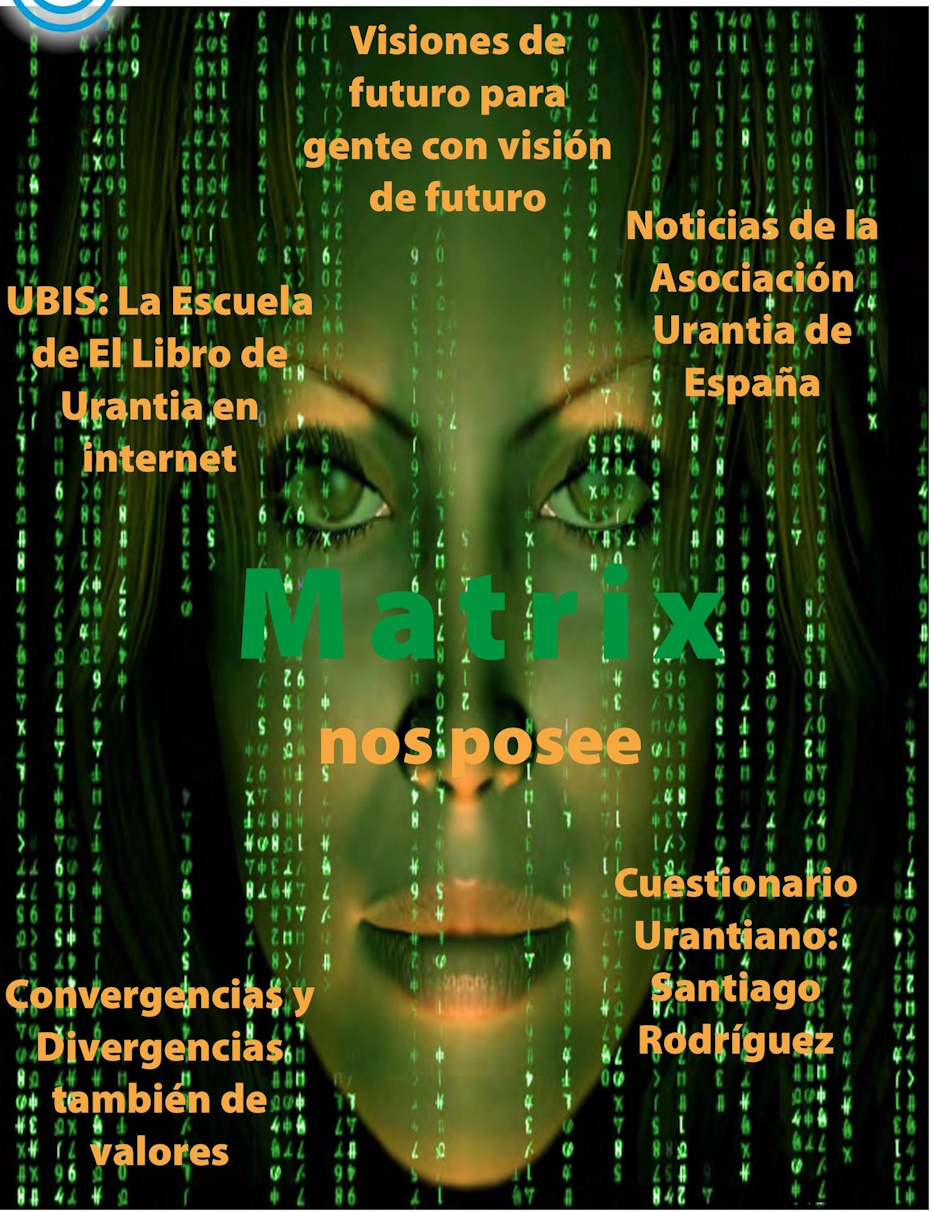 Visiones de
futuro para
gente con visión
de futuro
Noticias de la
Asociación
Urantia de
España
UBIS: La Escuela
de El Libro de
Urantia en
internet
Matrix
nos posee
Cuestionario
Urantiano:
Santiago
Rodríguez
Convergencias y
Divergencias
también de
valores